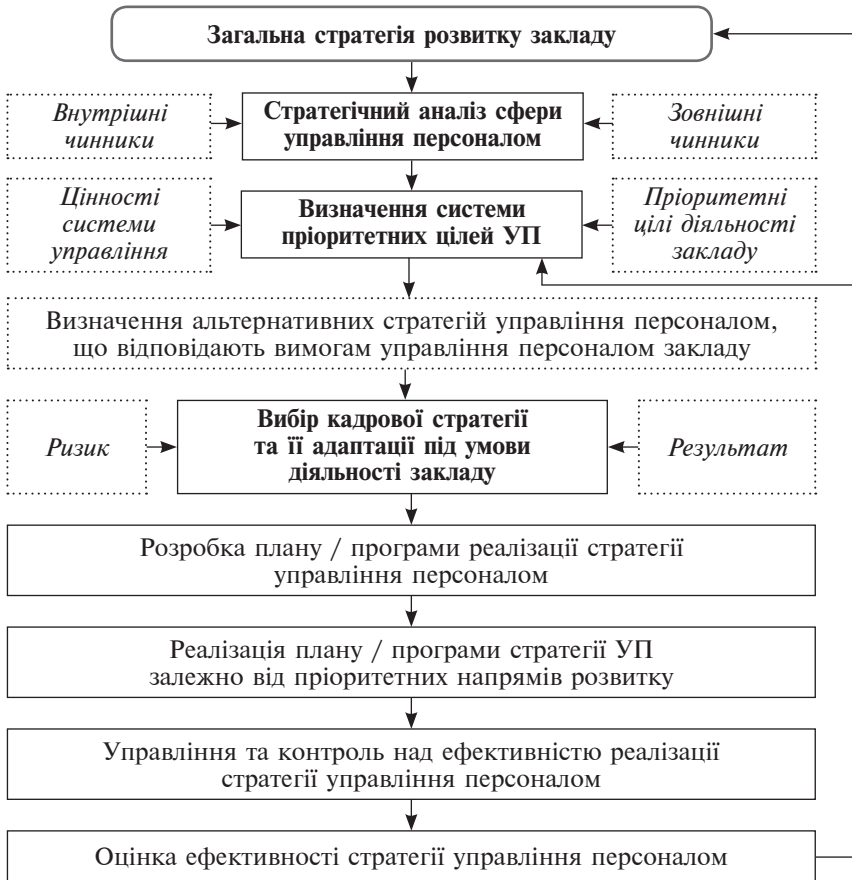 Загальна стратегія розвитку закладу
Внутрішні
чинники
Стратегічний аналіз сфери
управління персоналом
Зовнішні
чинники
Цінності
системи
управління
Визначення системи
пріоритетних цілей УП
Пріоритетні
цілі діяльності
закладу
Визначення альтернативних стратегій управління персоналом,
що відповідають вимогам управління персоналом закладу
Ризик
Вибір кадрової стратегії
та її адаптації під умови
діяльності закладу
Результат
Розробка плану / програми реалізації стратегії
управління персоналом
Реалізація плану / програми стратегії УП
залежно від пріоритетних напрямів розвитку
Управління та контроль над ефективністю реалізації
стратегії управління персоналом
Оцінка ефективності стратегії управління персоналом